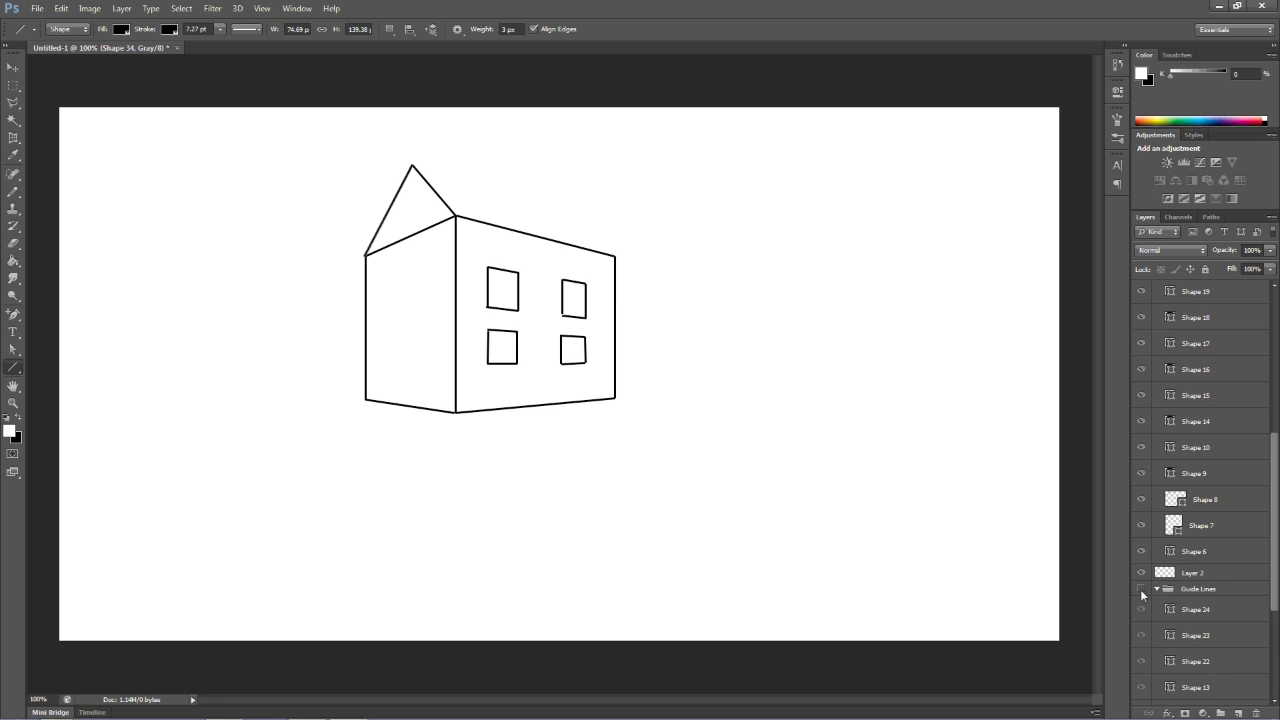 Ps File Edit Image Layer Type Select Filter 3D View Window Help
Shape Fill: Stroke: 7.27 pt W: 74.69 p H: 139.38 p Weight: 3 px Align Edges Essentials
Untitled-1 @ 100% (Shape 34, Gray/8) * ×
Color Swatches
K 0 %
Adjustments Styles
Add an adjustment
Layers Channels Paths
Kind
Normal Opacity: 100%
Lock: Fill: 100%
Shape 19
Shape 18
Shape 17
Shape 16
Shape 15
Shape 14
Shape 10
Shape 9
Shape 8
Shape 7
Shape 6
Layer 2
Guide Lines
Shape 24
Shape 23
Shape 22
Shape 13
100% Doc: 1.14M/0 bytes
Mini Bridge Timeline